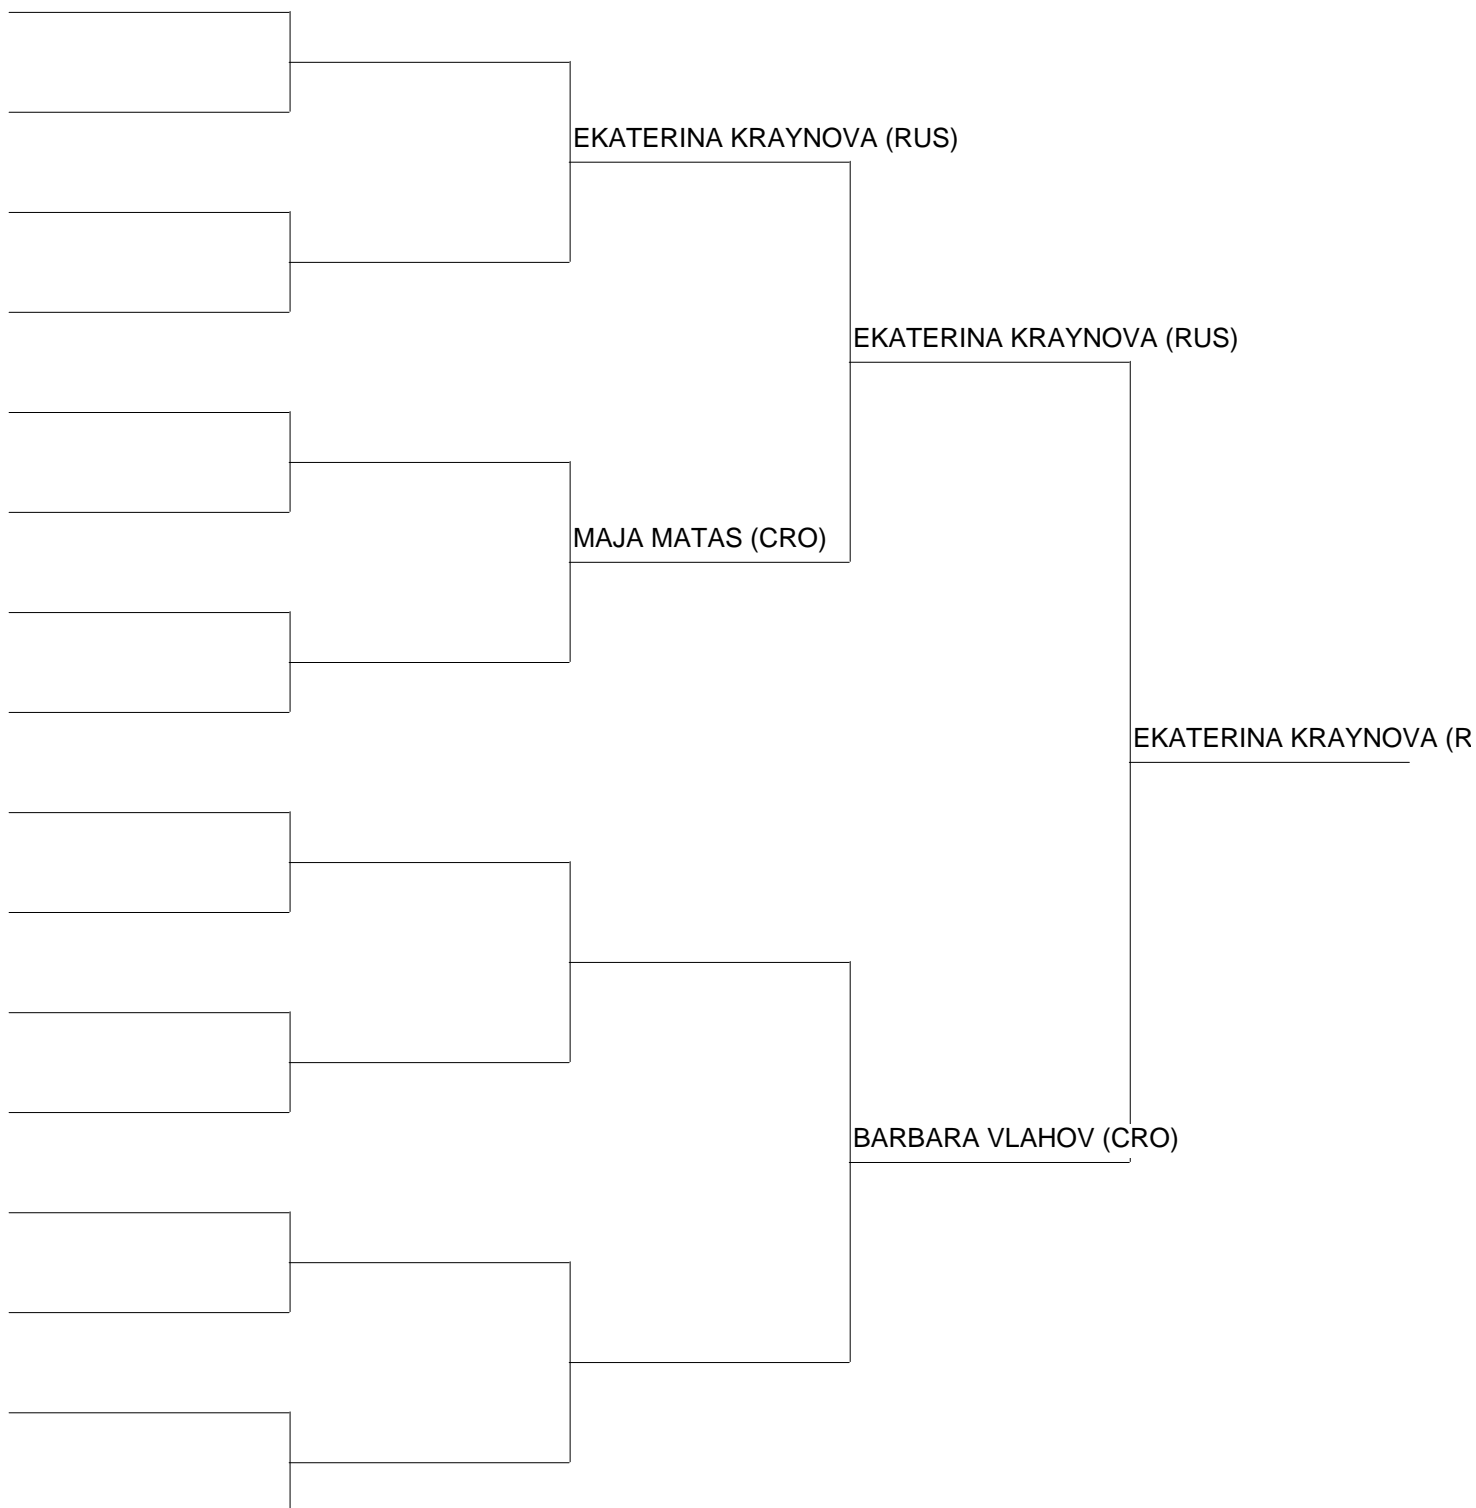 EKATERINA KRAYNOVA (RUS)
EKATERINA KRAYNOVA (RUS)
MAJA MATAS (CRO)
EKATERINA KRAYNOVA (R
BARBARA VLAHOV (CRO)